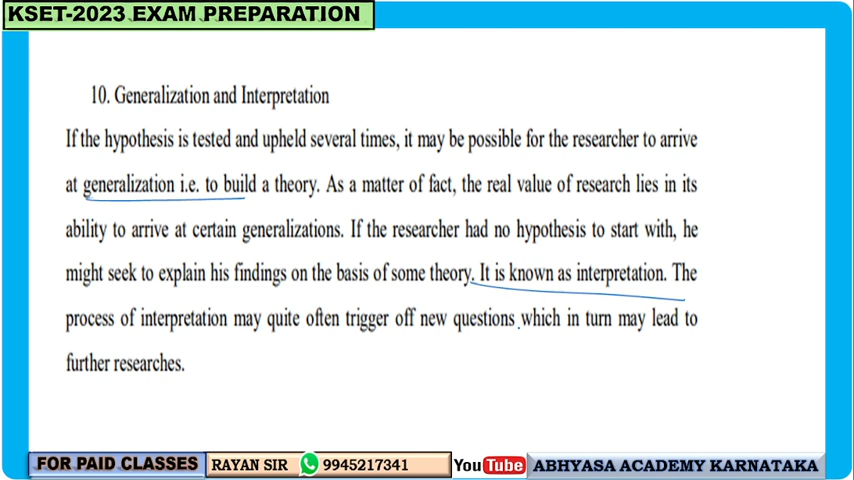 KSET-2023 EXAM PREPARATION
10. Generalization and Interpretation
If the hypothesis is tested and upheld several times, it may be possible for the researcher to arrive
at generalization i.e. to build a theory. As a matter of fact, the real value of research lies in its
ability to arrive at certain generalizations. If the researcher had no hypothesis to start with, he
might seek to explain his findings on the basis of some theory. It is known as interpretation. The
process of interpretation may quite often trigger off new questions which in turn may lead to
further researches.
FOR PAID CLASSES RAYAN SIR 9945217341 YouTube ABHYASA ACADEMY KARNATAKA